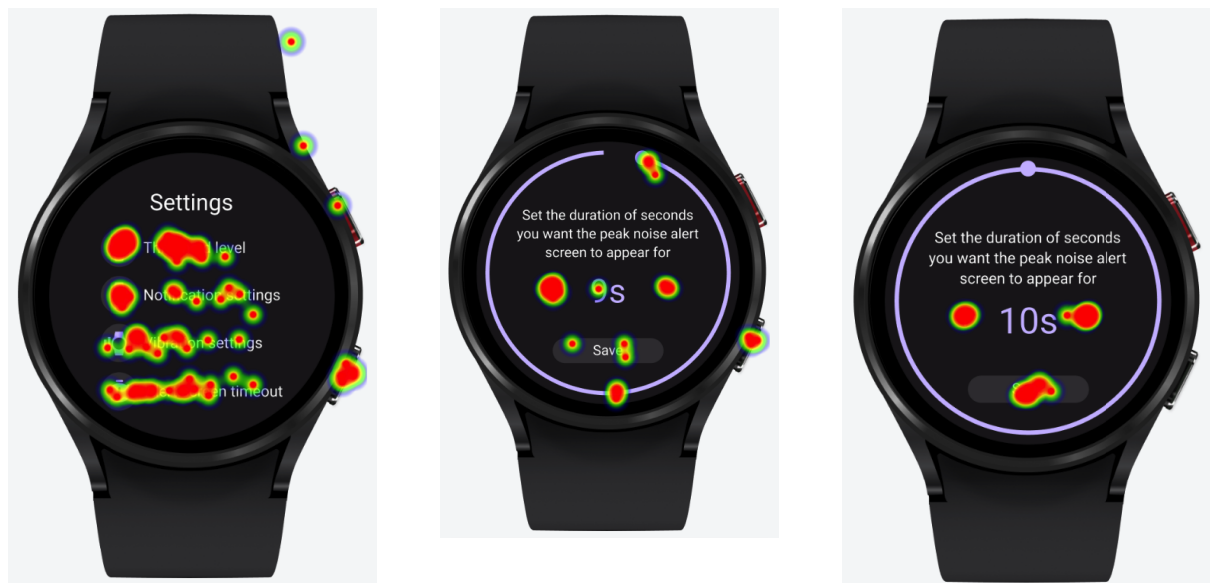 Settings
level
Notification settings
Vibration settings
timeout
Set the duration of seconds
you want the peak noise alert
screen to appear for
9s
Save
Set the duration of seconds
you want the peak noise alert
screen to appear for
10s